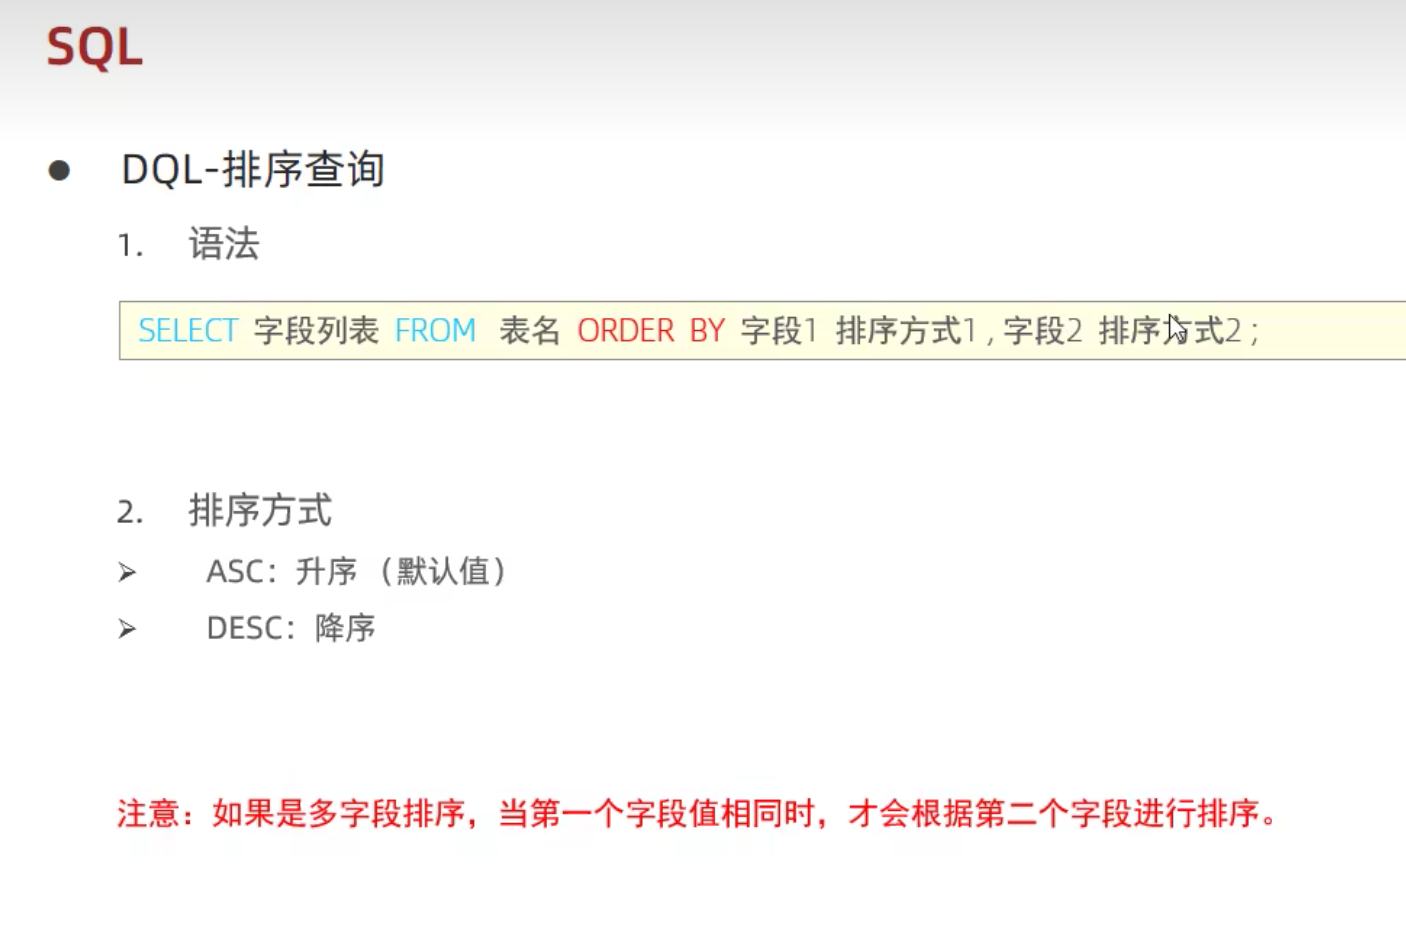 SQL
DQL-排序查询
1. 语法
SELECT 字段列表 FROM 表名 ORDER BY 字段1 排序方式1 , 字段2 排序方式2 ;
2. 排序方式
ASC：升序（默认值）
DESC：降序
注意：如果是多字段排序，当第一个字段值相同时，才会根据第二个字段进行排序。